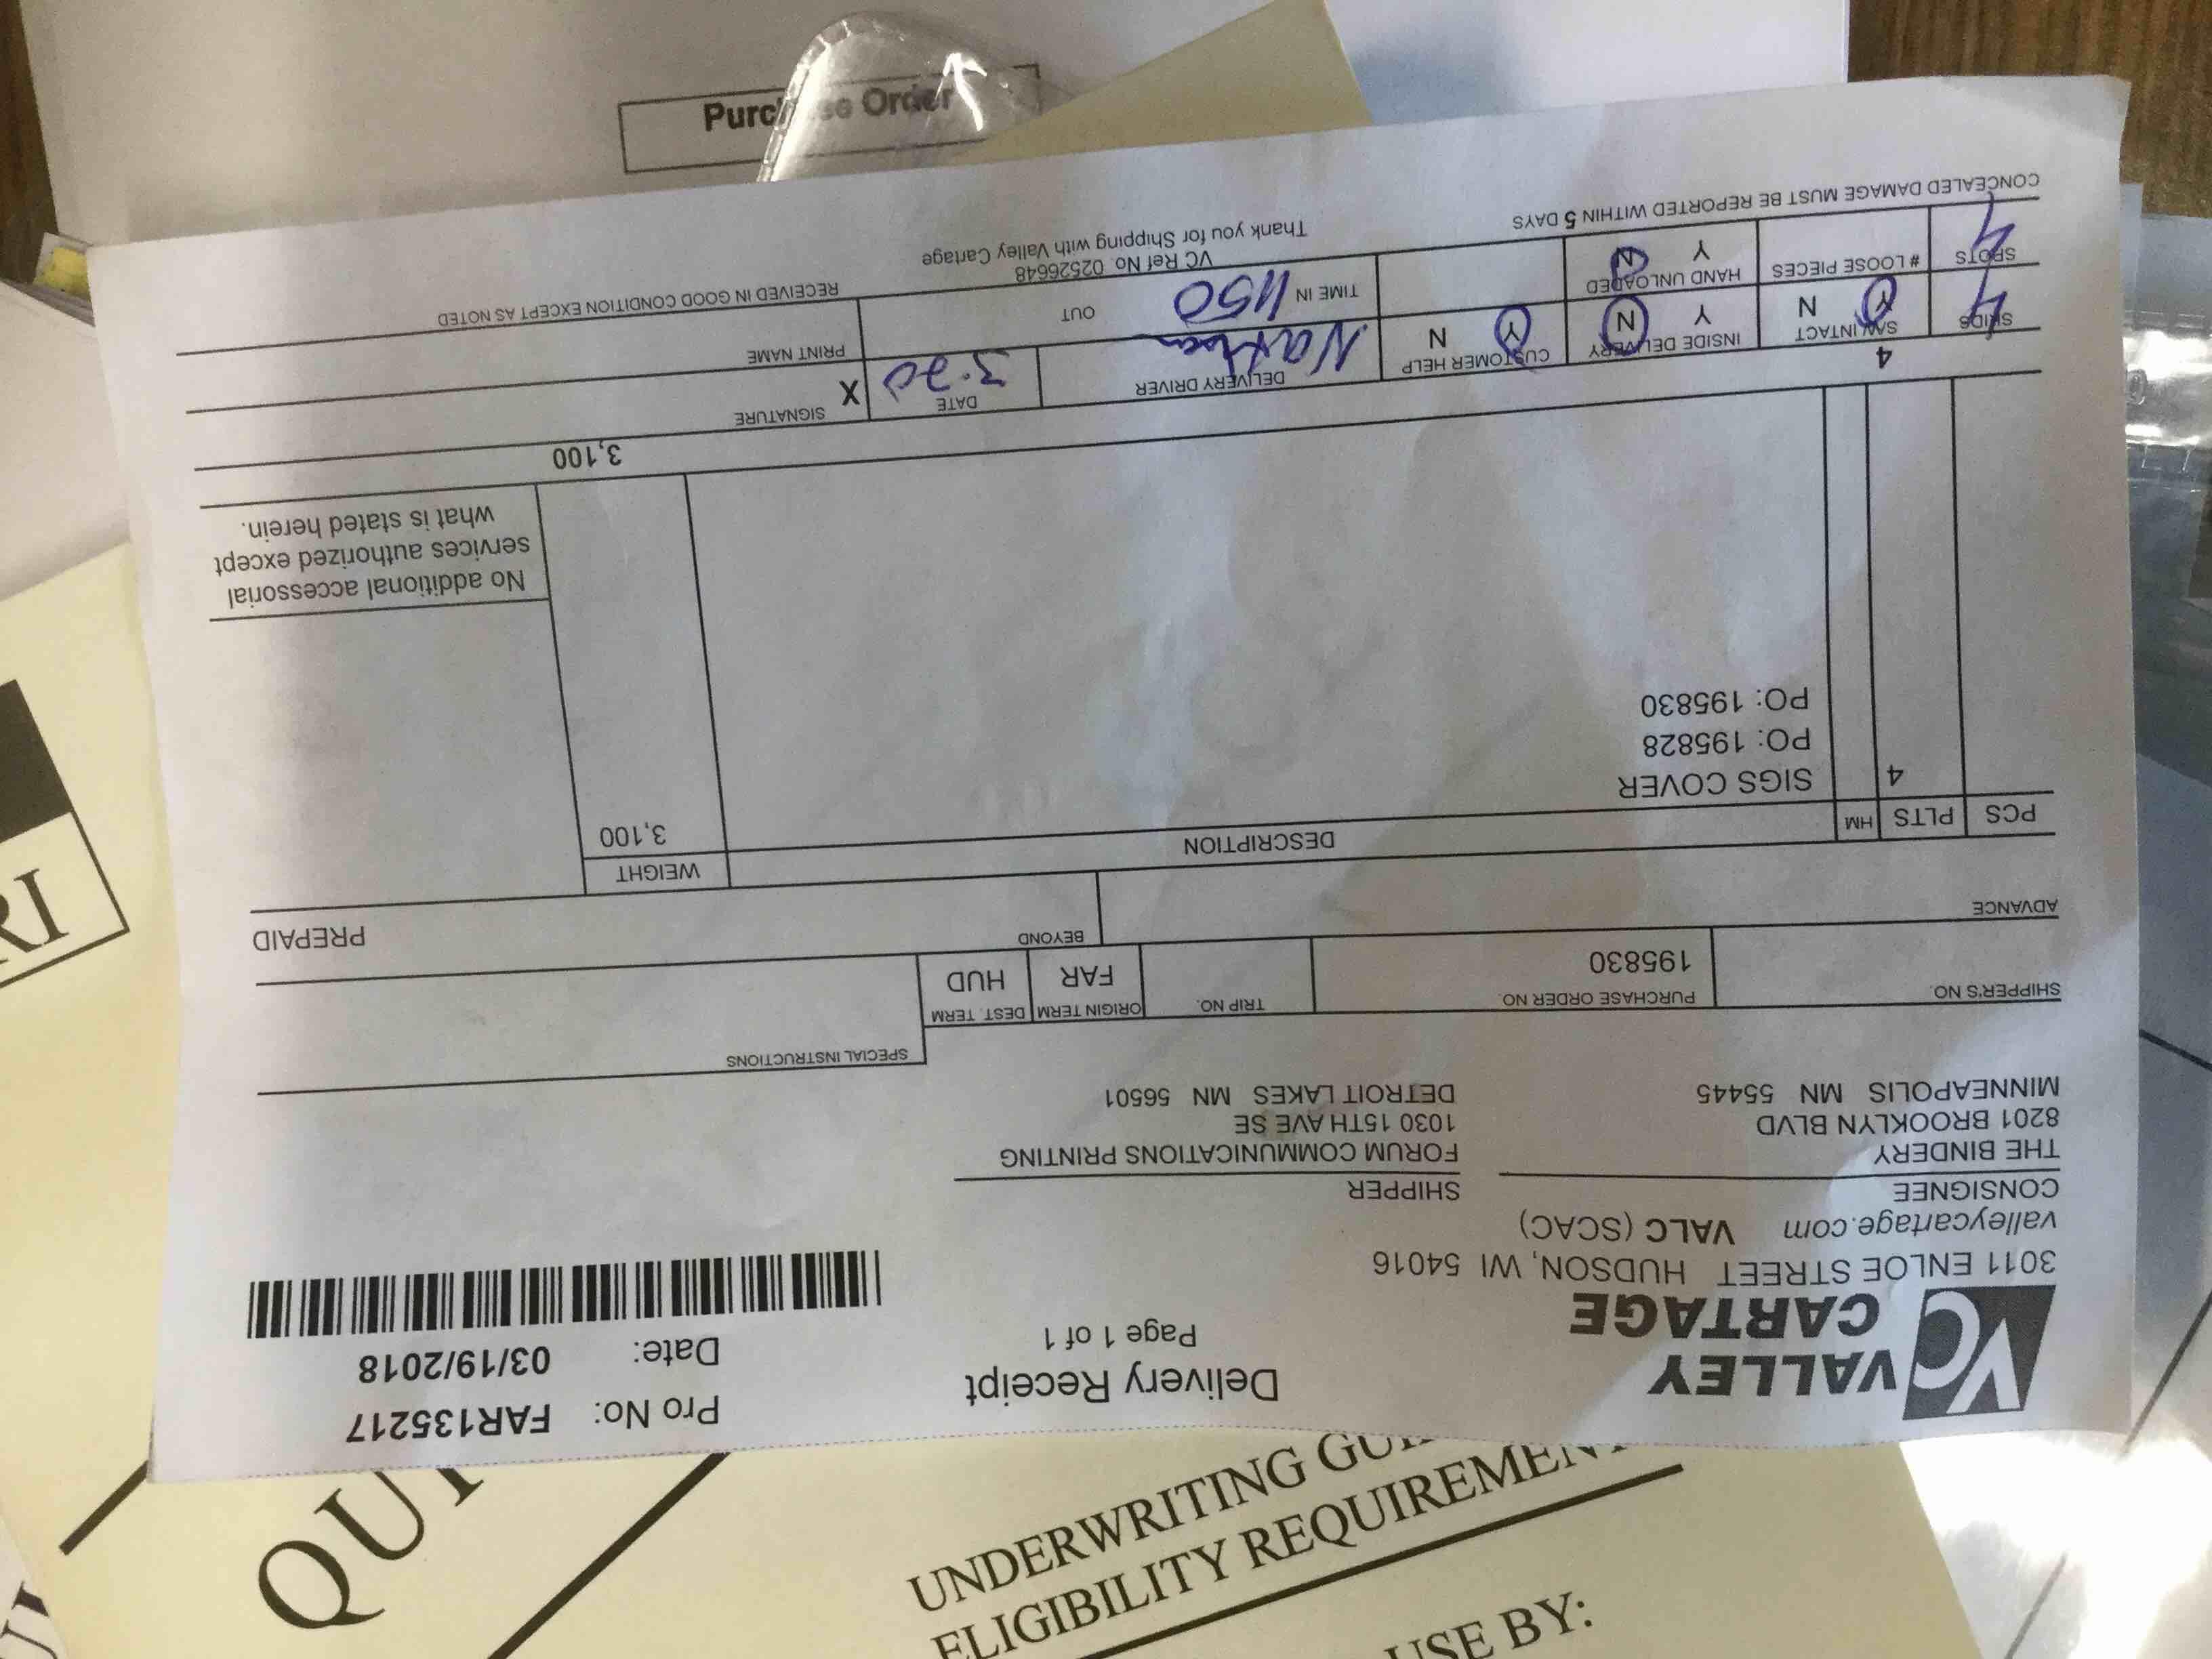 VALLEY
CARTAGE
VC
3011 ENLOE STREET HUDSON, WI 54016
valleycartage.com VALC (SCAC)
Delivery Receipt
Page 1 of 1
Pro No: FAR135217
Date: 03/19/2018
CONSIGNEE
THE BINDERY
8201 BROOKLYN BLVD
MINNEAPOLIS MN 55445
SHIPPER
FORUM COMMUNICATIONS PRINTING
1030 15TH AVE SE
DETROIT LAKES MN 56501
SPECIAL INSTRUCTIONS
SHIPPER'S NO.
PURCHASE ORDER NO.
195830
TRIP NO.
ORIGIN TERM
FAR
DEST. TERM
HUD
ADVANCE
BEYOND
PREPAID
PCS PLTS HM DESCRIPTION WEIGHT
4 SIGS COVER 3,100
PO: 195828
PO: 195830
No additional accessorial
services authorized except
what is stated herein.
4 3,100
SKIDS 4
S/W INTACT Y N
INSIDE DELIVERY Y N
CUSTOMER HELP Y N
DELIVERY DRIVER Nathan
DATE 3-20
SIGNATURE X
SPOTS 4
# LOOSE PIECES
HAND UNLOADED Y N
TIME IN 1150 OUT
PRINT NAME
VC Ref No. 02526648
RECEIVED IN GOOD CONDITION EXCEPT AS NOTED
CONCEALED DAMAGE MUST BE REPORTED WITHIN 5 DAYS
Thank you for Shipping with Valley Cartage
Purchase Order
RI
UNDERWRITING
ELIGIBILITY
USE BY: